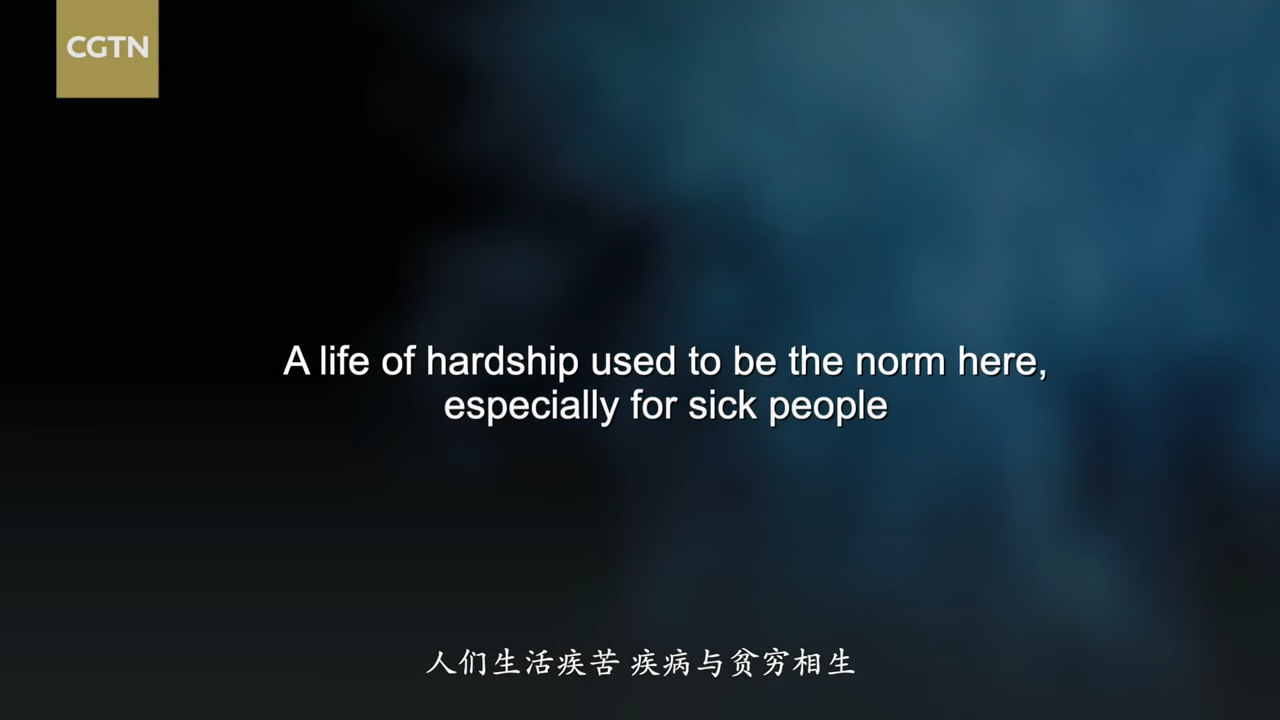 CGTN
A life of hardship used to be the norm here,
especially for sick people
人们生活疾苦 疾病与贫穷相生